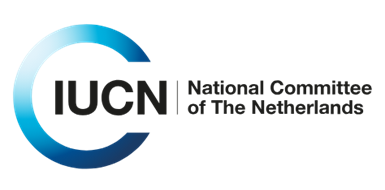 IUCN
National Committee
of The Netherlands